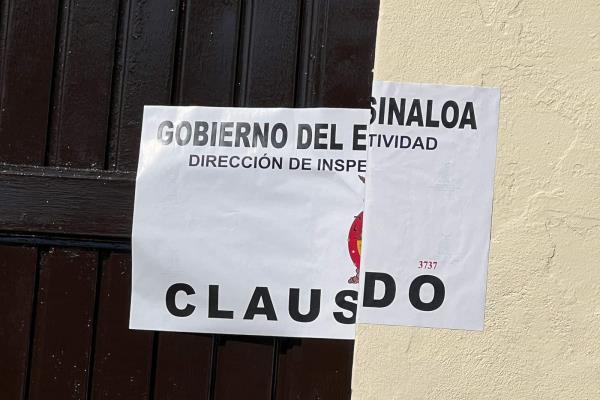 GOBIERNO DEL E SINALOA
DIRECCIÓN DE INSPE TIVIDAD
3737
CLAUS DO